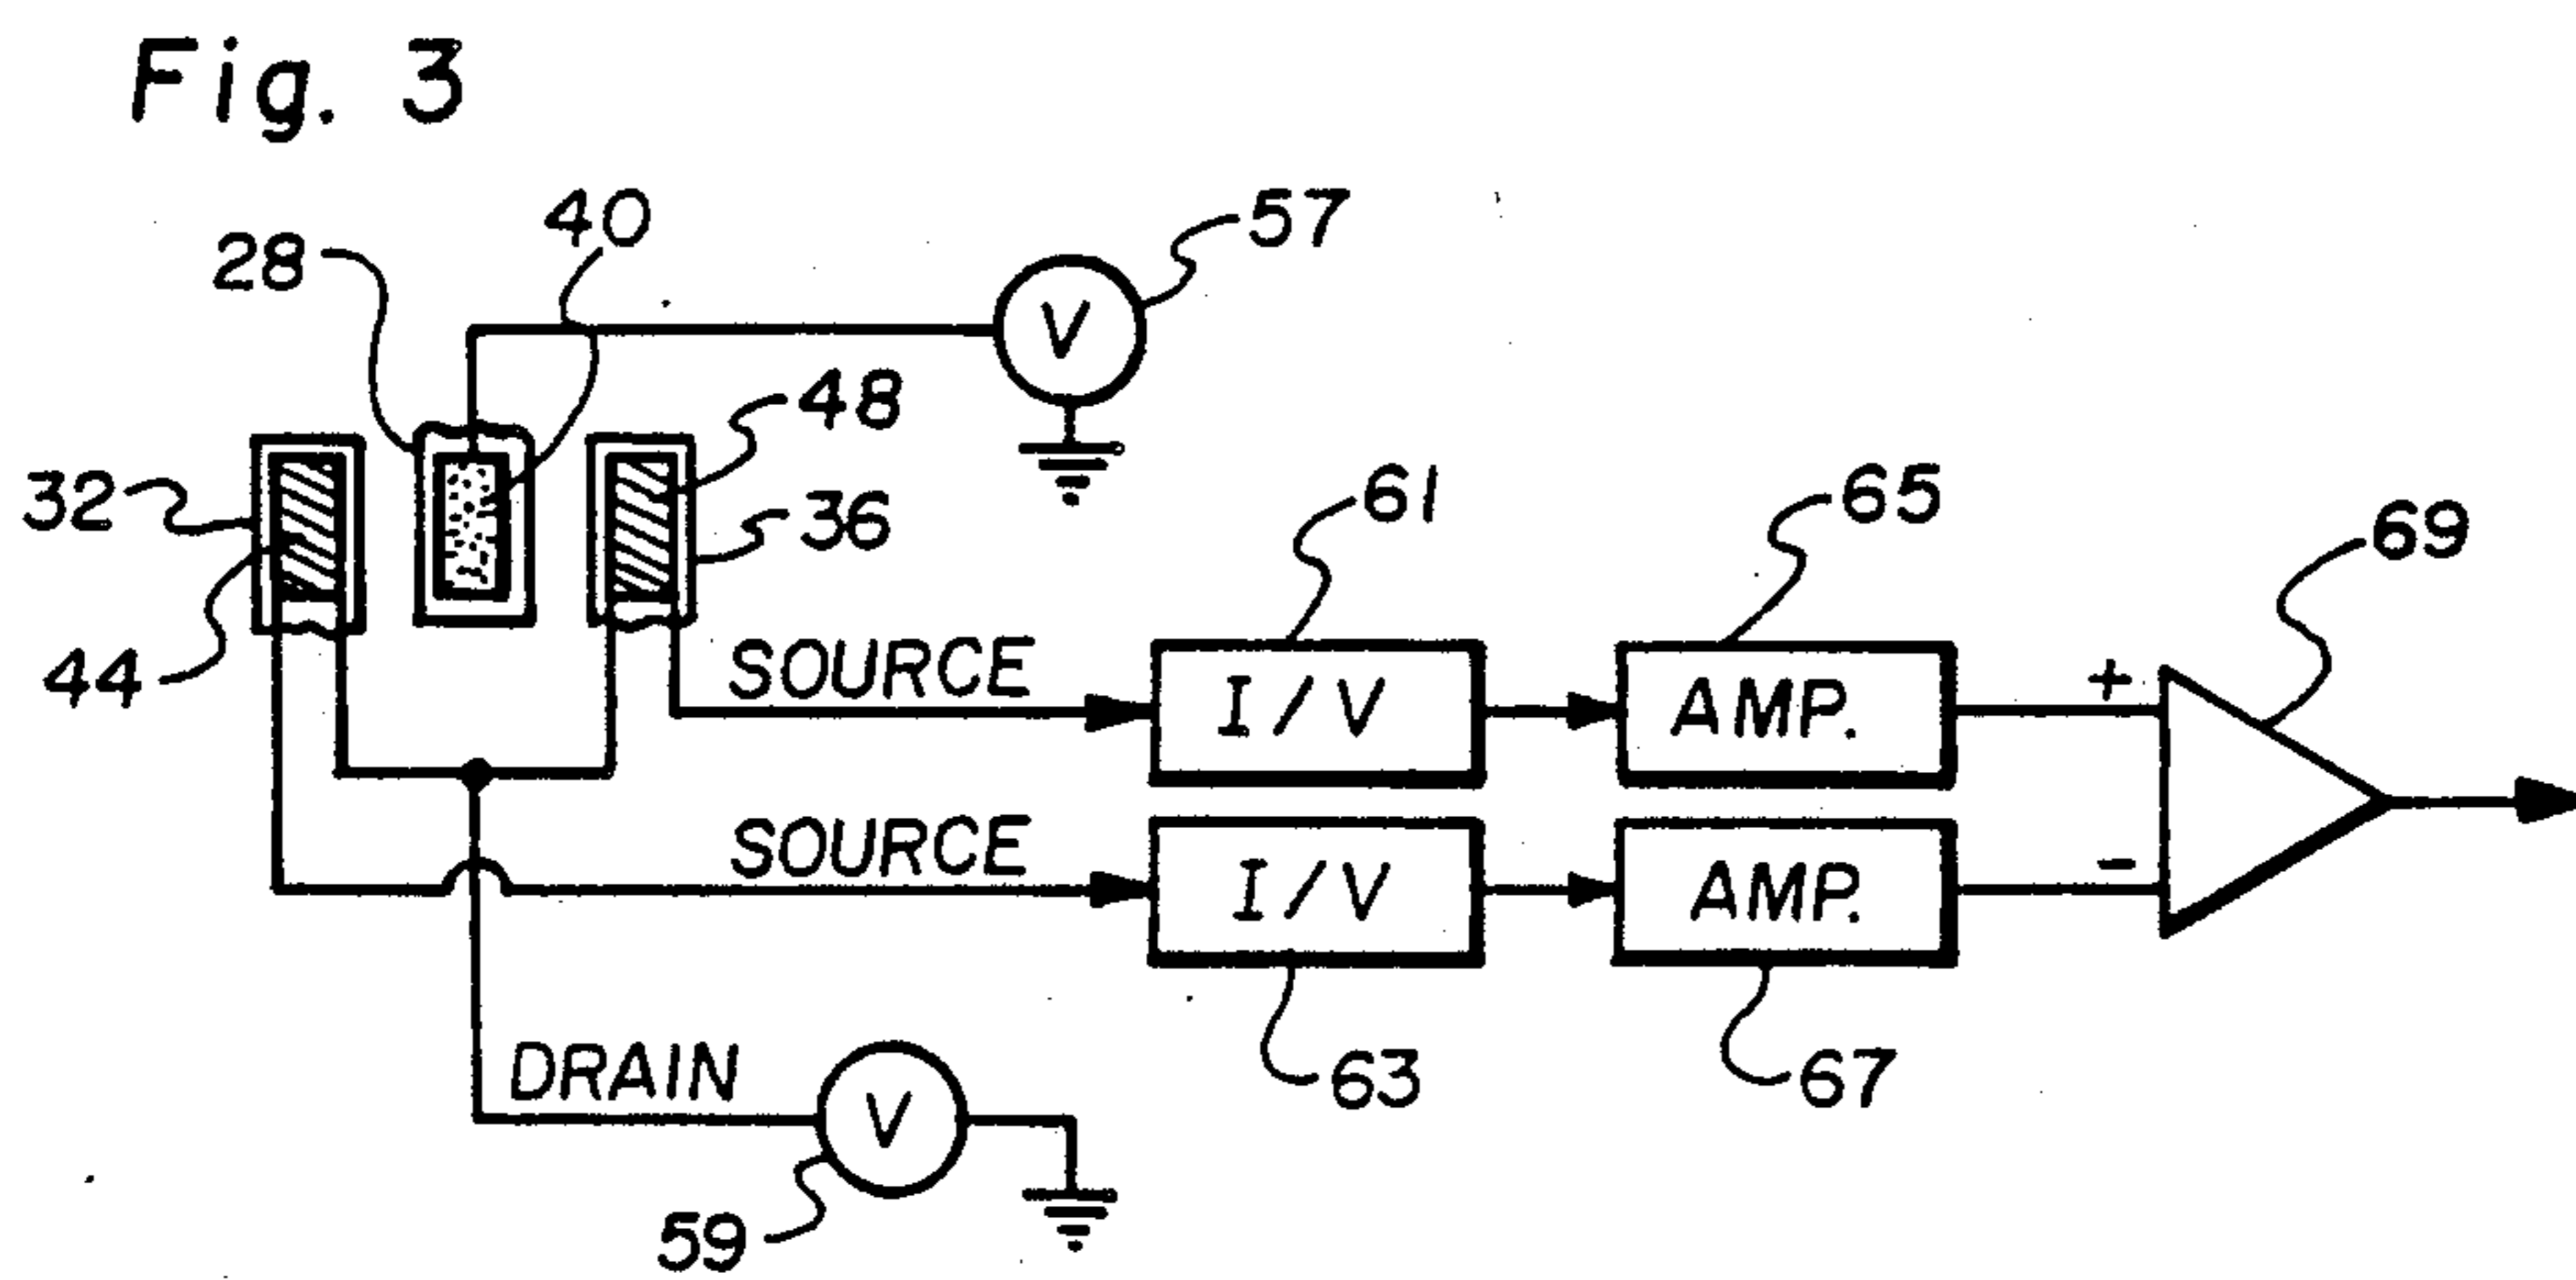 Fig. 3
40
57
28
V
48
32
36
61
65
69
44
SOURCE
I/V
AMP.
+
SOURCE
I/V
AMP.
-
DRAIN
V
63
67
59